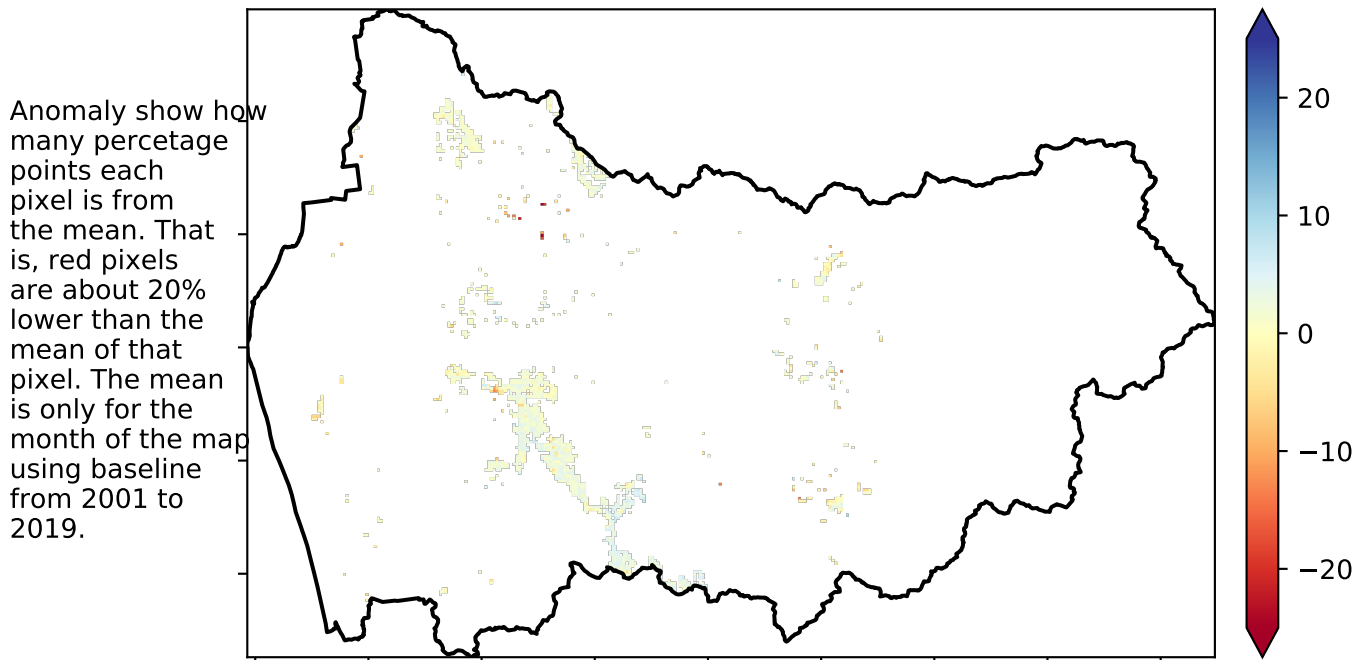 Anomaly show how
many percetage
points each
pixel is from
the mean. That
is, red pixels
are about 20%
lower than the
mean of that
pixel. The mean
is only for the
month of the map
using baseline
from 2001 to
2019.
20
10
0
−10
−20